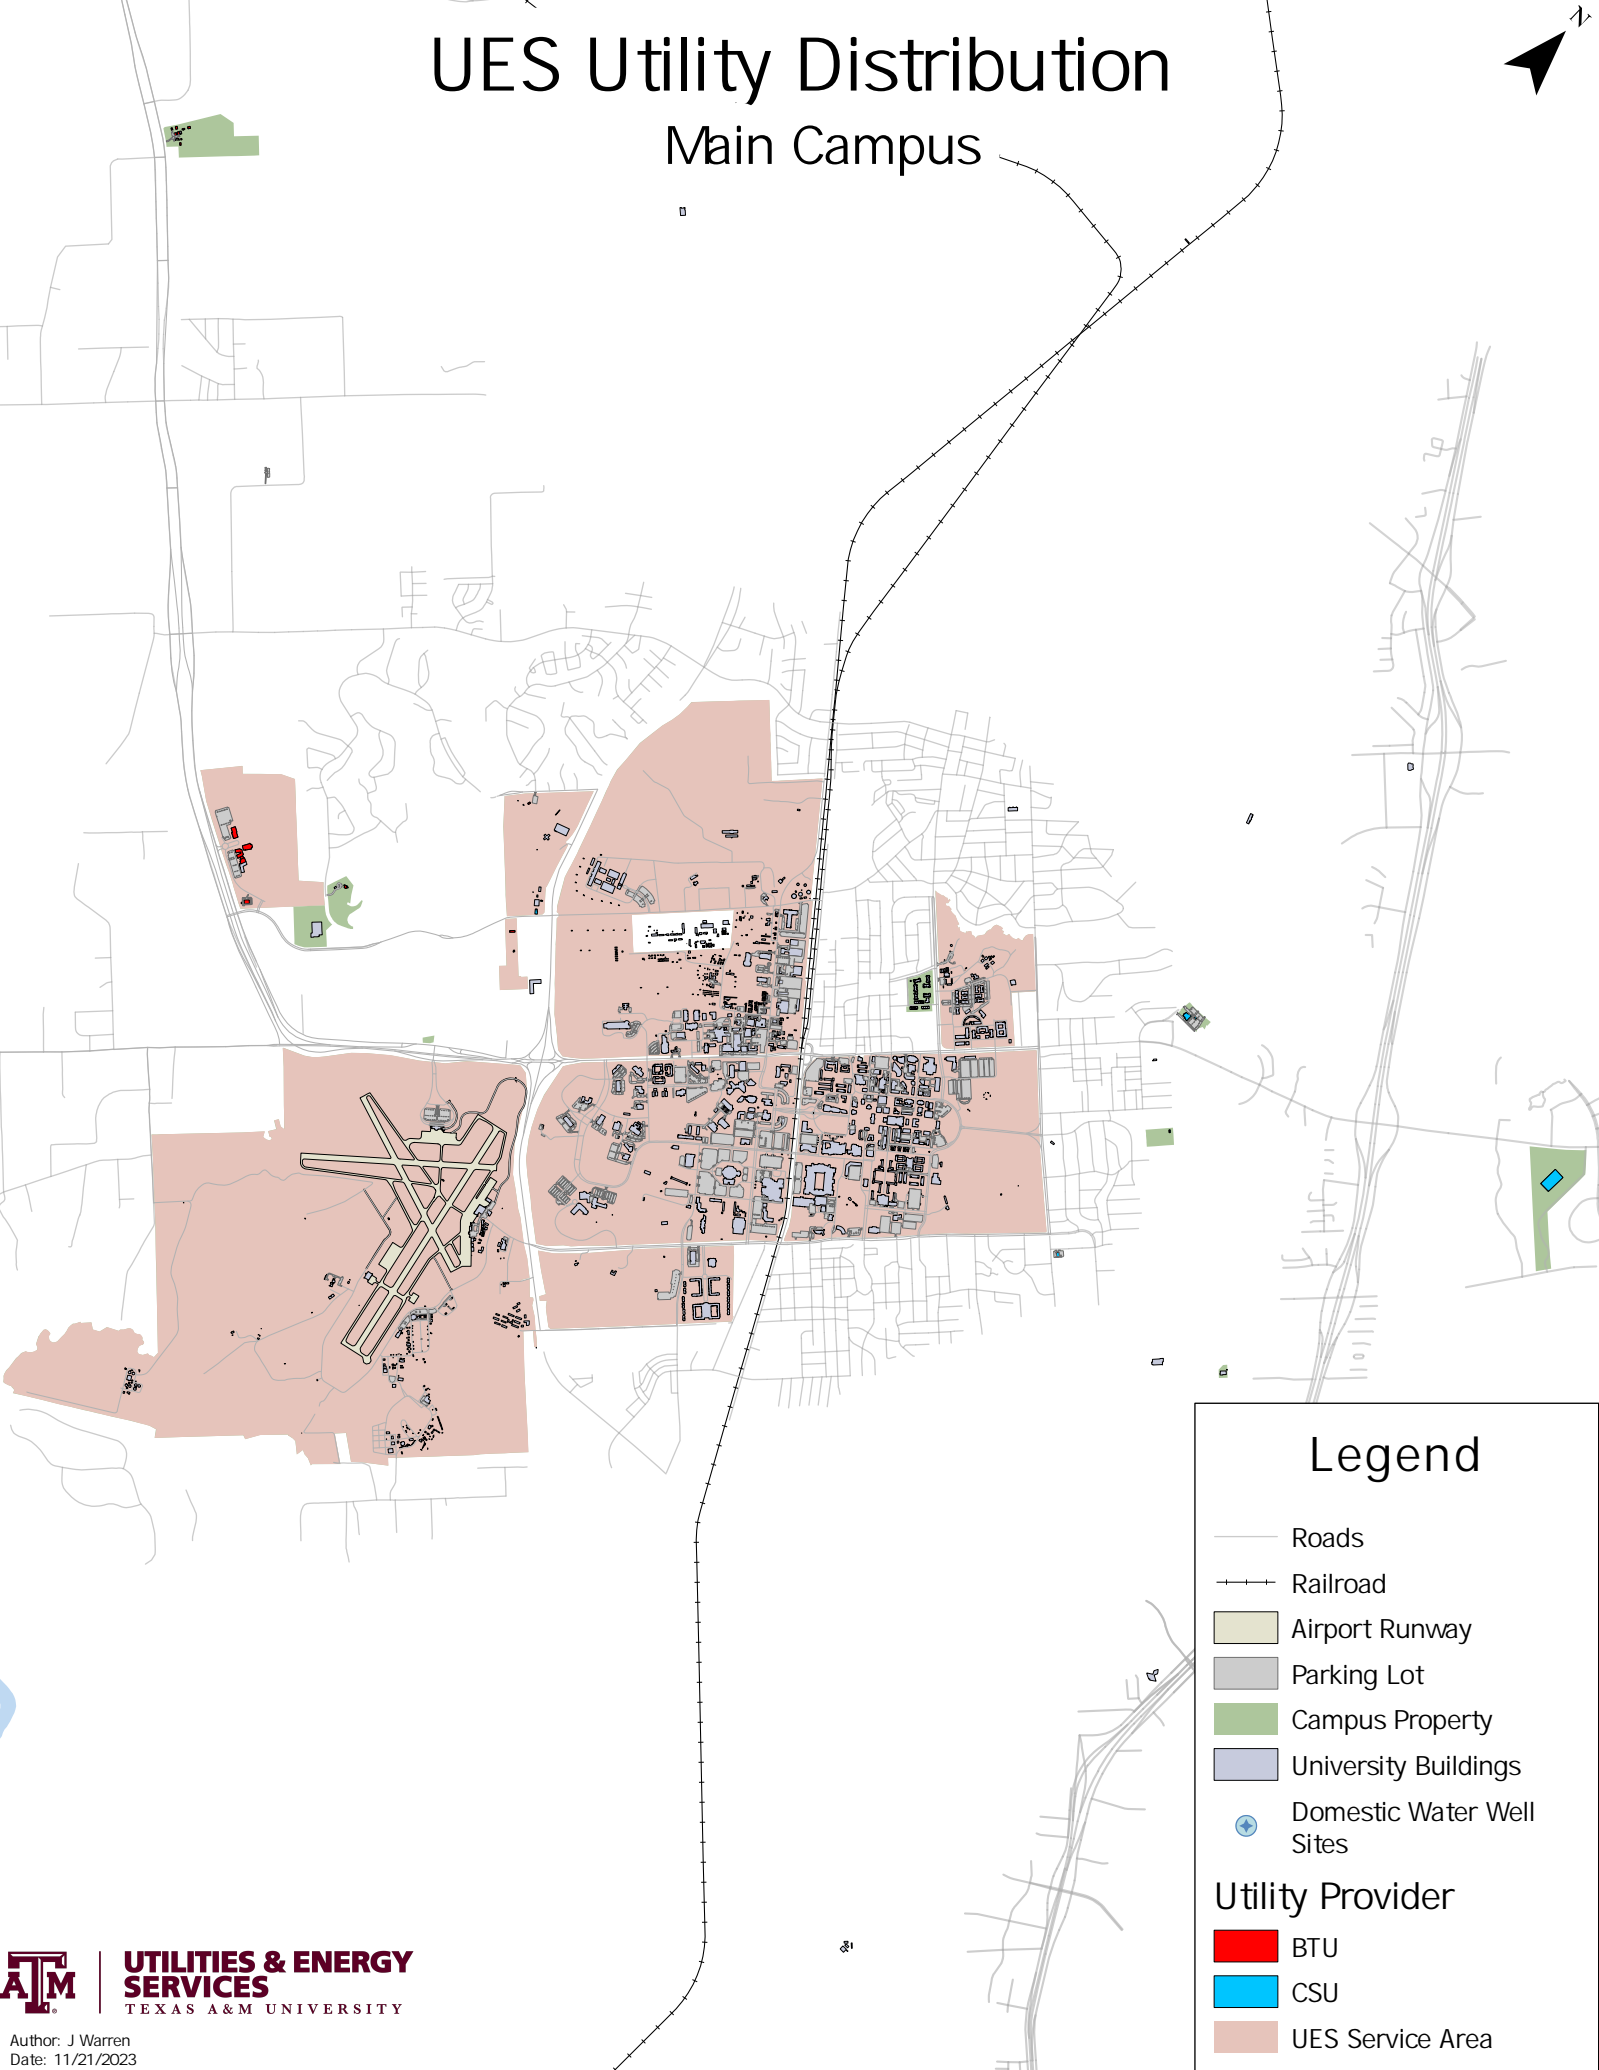 UES Utility Distribution
Main Campus
N
Legend
Roads
Railroad
Airport Runway
Parking Lot
Campus Property
University Buildings
Domestic Water Well
Sites
Utility Provider
BTU
CSU
UES Service Area
ATM
UTILITIES & ENERGY
SERVICES
TEXAS A&M UNIVERSITY
Author: J Warren
Date: 11/21/2023